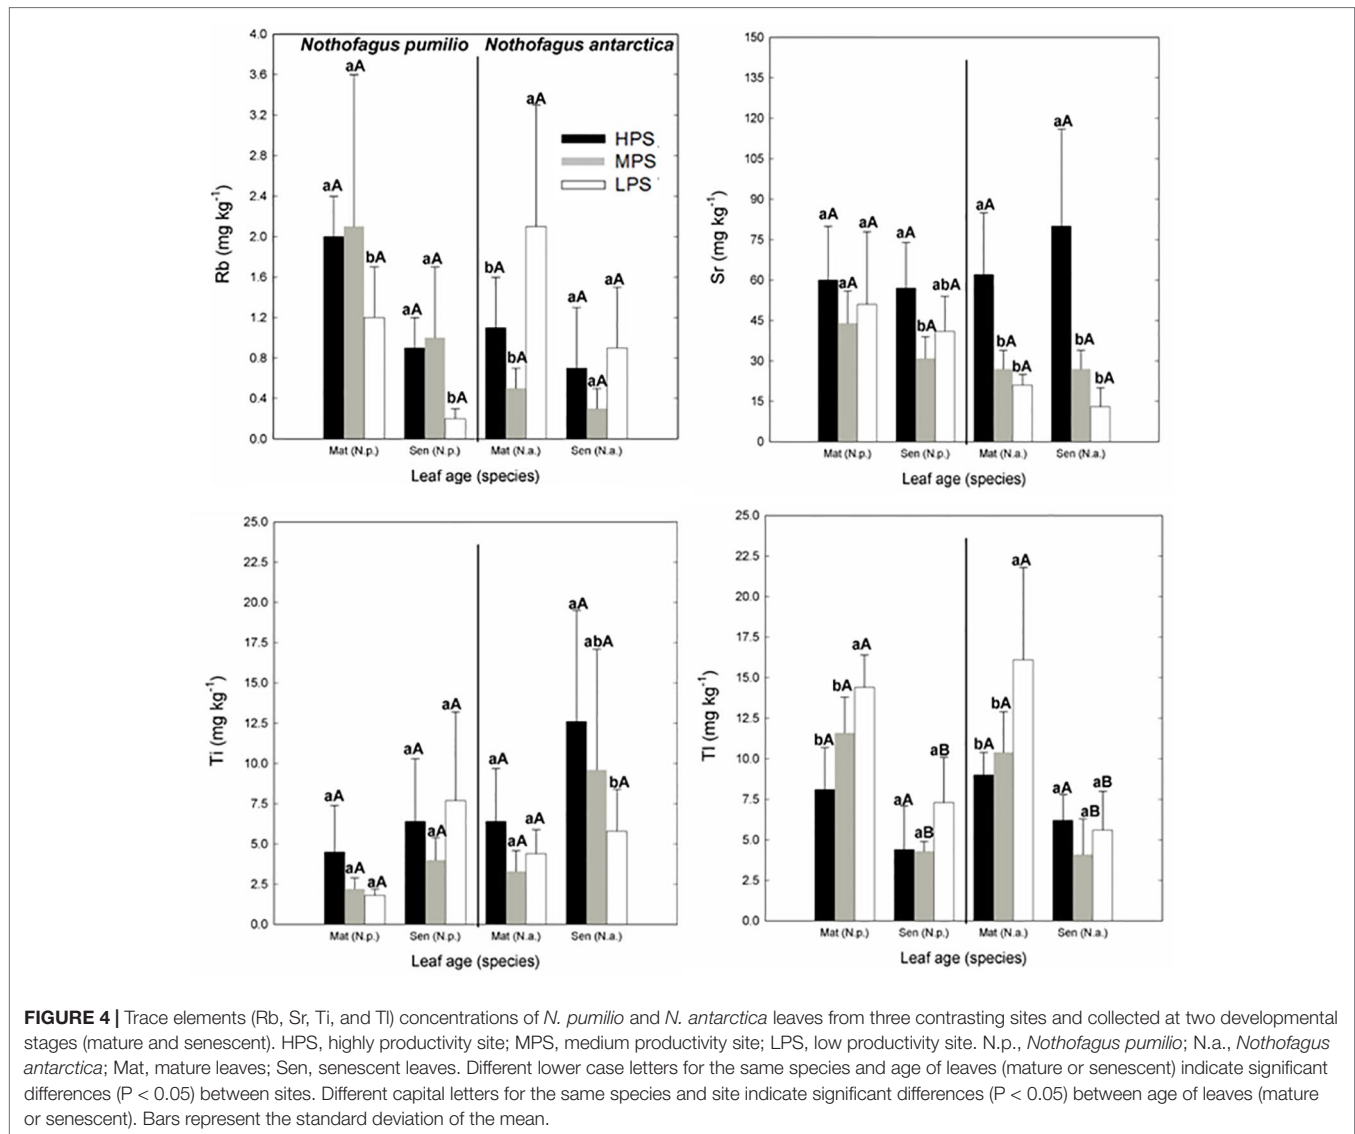 Nothofagus pumilio Nothofagus antarctica
4.0
3.6
3.2
2.8
2.4
2.0
1.6
1.2
0.8
0.4
0.0
Rb (mg kg-1)
aA
aA
bA
aA
aA
bA
bA
bA
aA
aA
aA
aA
HPS
MPS
LPS
Mat (N.p.) Sen (N.p.) Mat (N.a.) Sen (N.a.)
Leaf age (species)
150
135
120
105
90
75
60
45
30
15
0
Sr (mg kg-1)
aA
aA
aA
aA
bA
abA
aA
bA
bA
aA
bA
bA
Mat (N.p.) Sen (N.p.) Mat (N.a.) Sen (N.a.)
Leaf age (species)
25.0
22.5
20.0
17.5
15.0
12.5
10.0
7.5
5.0
2.5
0.0
Ti (mg kg-1)
aA
aA
aA
aA
aA
aA
aA
aA
aA
aA
abA
bA
Mat (N.p.) Sen (N.p.) Mat (N.a.) Sen (N.a.)
Leaf age (species)
25.0
22.5
20.0
17.5
15.0
12.5
10.0
7.5
5.0
2.5
0.0
Tl (mg kg-1)
bA
bA
aA
aA
aB
aB
bA
bA
aA
aA
aB
aB
Mat (N.p.) Sen (N.p.) Mat (N.a.) Sen (N.a.)
Leaf age (species)
FIGURE 4 | Trace elements (Rb, Sr, Ti, and Tl) concentrations of N. pumilio and N. antarctica leaves from three contrasting sites and collected at two developmental
stages (mature and senescent). HPS, highly productivity site; MPS, medium productivity site; LPS, low productivity site. N.p., Nothofagus pumilio; N.a., Nothofagus
antarctica; Mat, mature leaves; Sen, senescent leaves. Different lower case letters for the same species and age of leaves (mature or senescent) indicate significant
differences (P < 0.05) between sites. Different capital letters for the same species and site indicate significant differences (P < 0.05) between age of leaves (mature
or senescent). Bars represent the standard deviation of the mean.